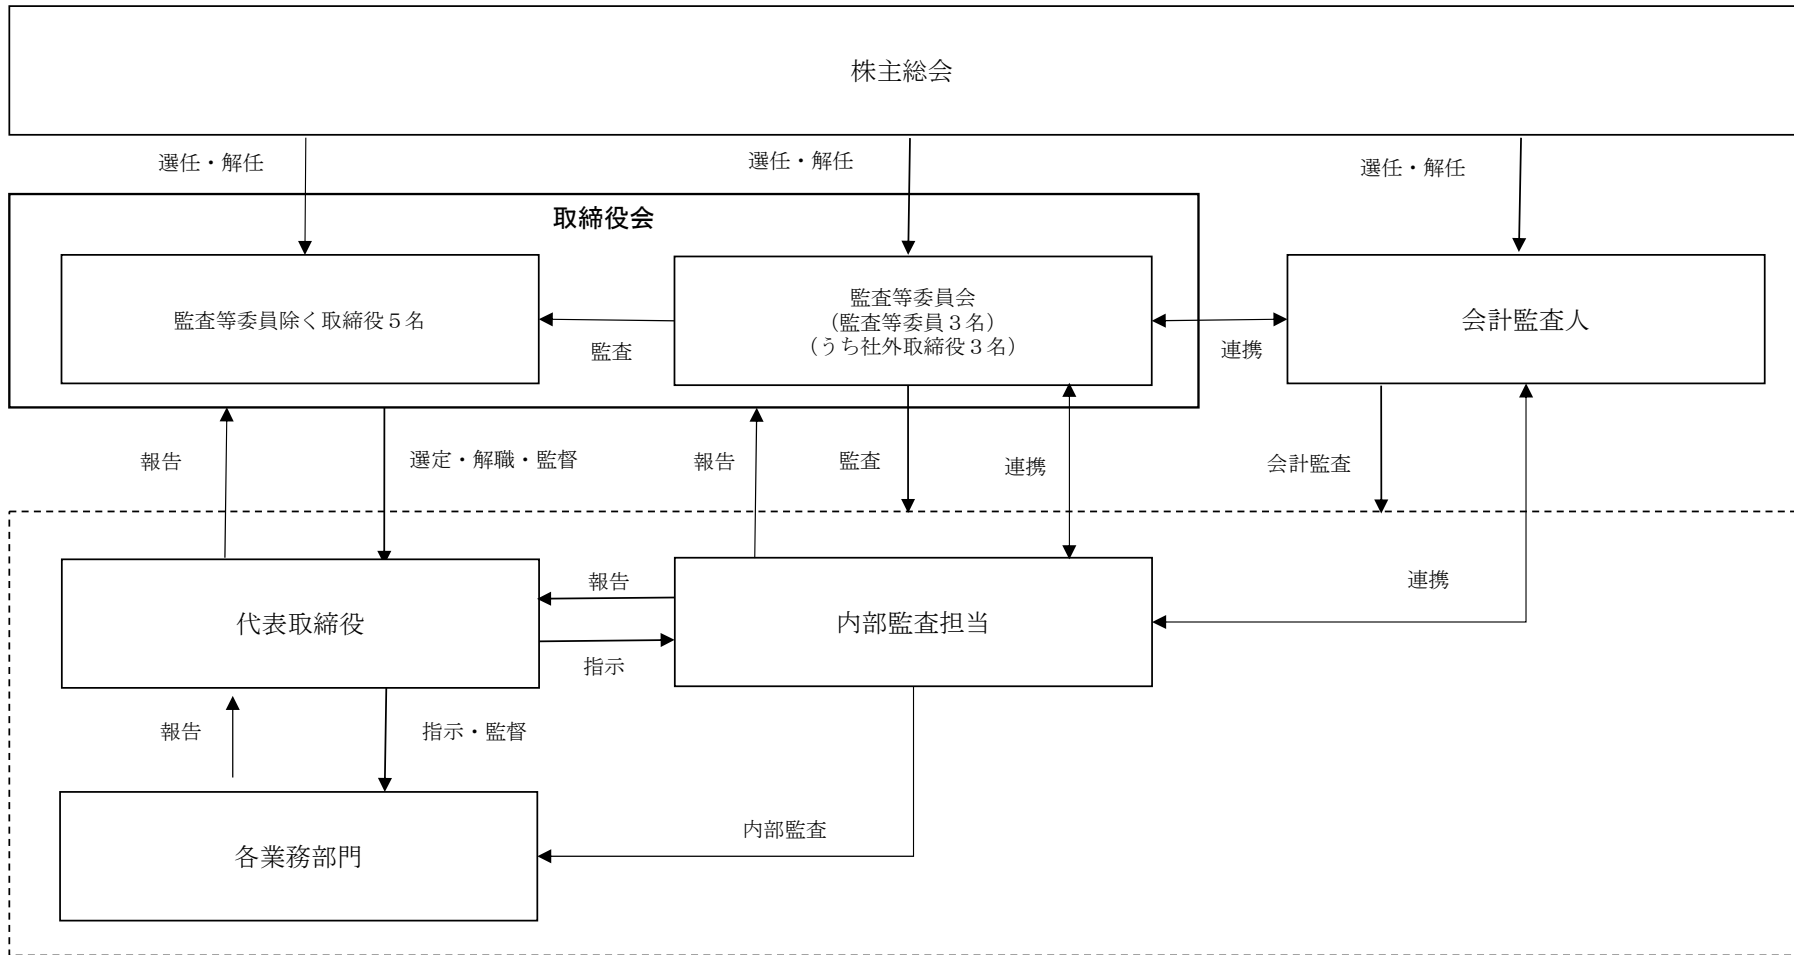 株主総会
選任・解任
選任・解任
選任・解任
取締役会
監査等委員除く取締役５名
監査
監査等委員会
（監査等委員３名）
（うち社外取締役３名）
連携
会計監査人
報告
選定・解職・監督
報告
監査
連携
会計監査
代表取締役
報告
指示
内部監査担当
連携
報告
指示・監督
内部監査
各業務部門